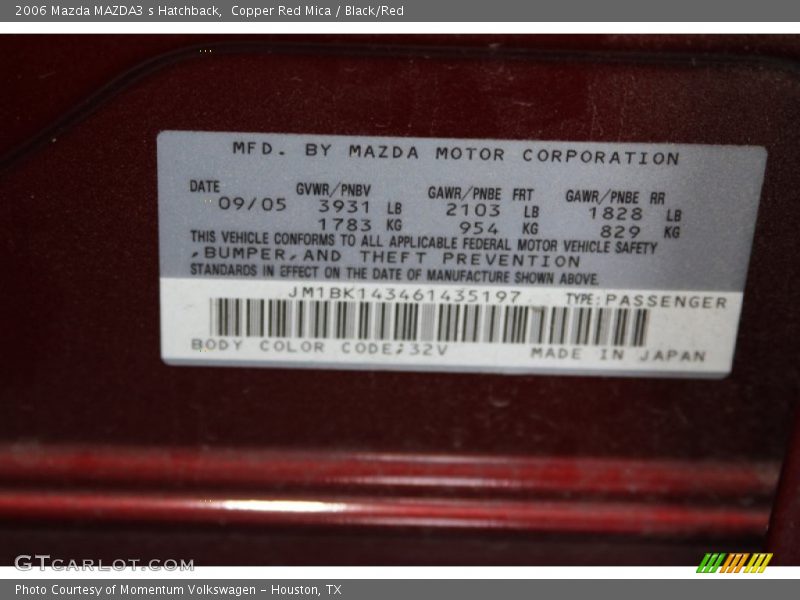 2006 Mazda MAZDA3 s Hatchback,  Copper Red Mica / Black/Red
MFD. BY MAZDA MOTOR CORPORATION
DATE GVWR/PNBV GAWR/PNBE FRT GAWR/PNBE RR
09/05 3931 LB 2103 LB 1828 LB
1783 KG 954 KG 829 KG
THIS VEHICLE CONFORMS TO ALL APPLICABLE FEDERAL MOTOR VEHICLE SAFETY
,BUMPER,AND THEFT PREVENTION
STANDARDS IN EFFECT ON THE DATE OF MANUFACTURE SHOWN ABOVE.
JM1BK143461435197 TYPE:PASSENGER
BODY COLOR CODE;32V MADE IN JAPAN
GTCARLOT.COM
Photo Courtesy of Momentum Volkswagen - Houston, TX